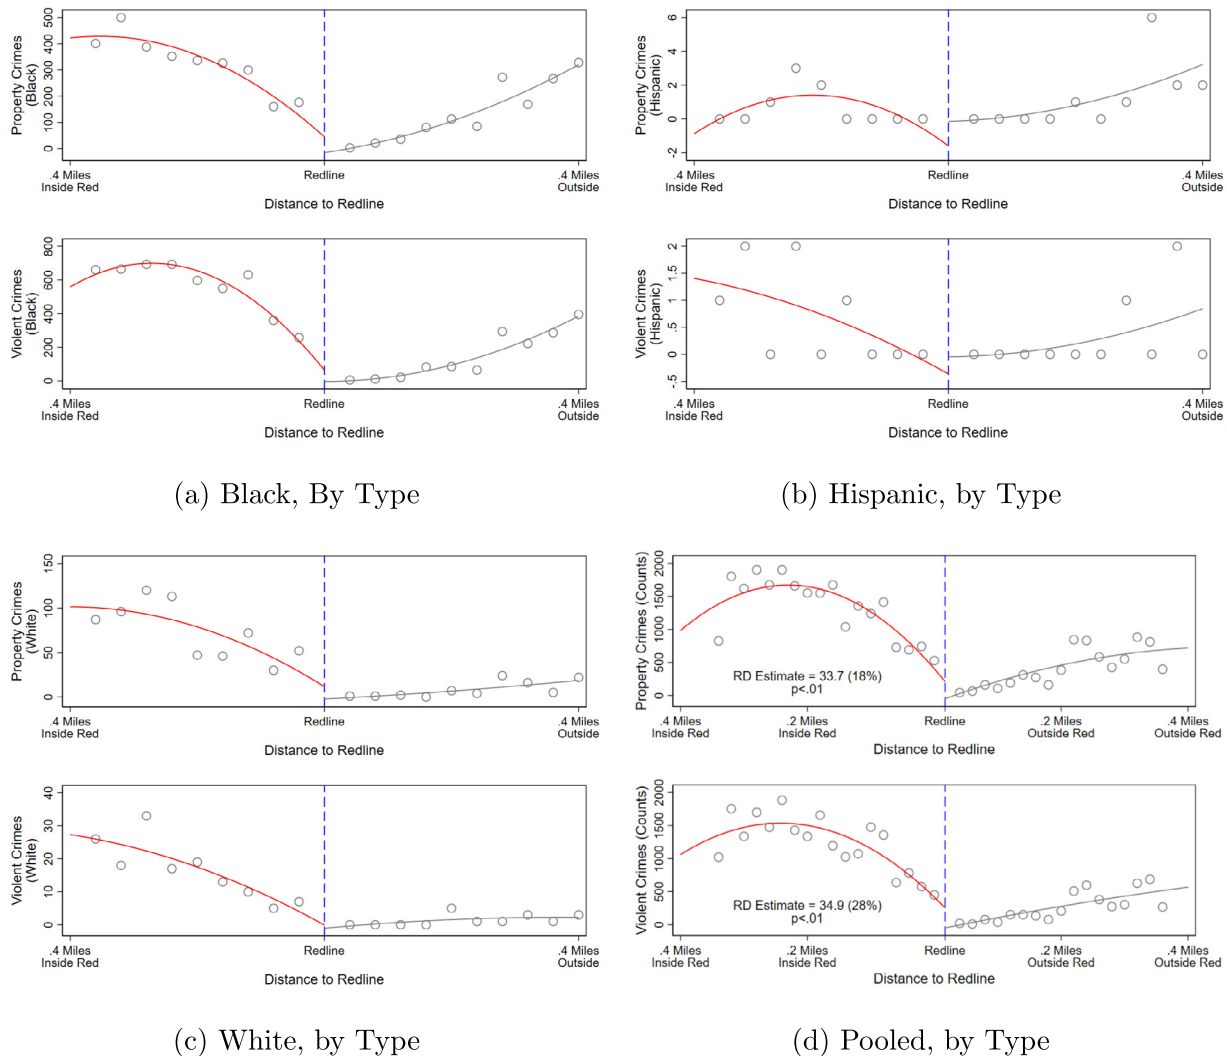 Property Crimes
(Black)
500
400
300
200
100
0
.4 Miles
Inside Red
Redline
.4 Miles
Outside
Distance to Redline
Violent Crimes
(Black)
800
600
400
200
0
.4 Miles
Inside Red
Redline
.4 Miles
Outside
Distance to Redline
(a) Black, By Type
Property Crimes
(Hispanic)
6
4
2
0
-2
.4 Miles
Inside Red
Redline
.4 Miles
Outside
Distance to Redline
Violent Crimes
(Hispanic)
2
1.5
1
.5
0
-.5
.4 Miles
Inside Red
Redline
.4 Miles
Outside
Distance to Redline
(b) Hispanic, by Type
Property Crimes
(White)
150
100
50
0
.4 Miles
Inside Red
Redline
.4 Miles
Outside
Distance to Redline
Violent Crimes
(White)
40
30
20
10
0
.4 Miles
Inside Red
Redline
.4 Miles
Outside
Distance to Redline
(c) White, by Type
Property Crimes (Counts)
2000
1500
1000
500
0
RD Estimate = 33.7 (18%)
p<.01
.4 Miles
Inside Red
.2 Miles
Inside Red
Redline
.2 Miles
Outside Red
.4 Miles
Outside Red
Distance to Redline
Violent Crimes (Counts)
2000
1500
1000
500
0
RD Estimate = 34.9 (28%)
p<.01
.4 Miles
Inside Red
.2 Miles
Inside Red
Redline
.2 Miles
Outside Red
.4 Miles
Outside Red
Distance to Redline
(d) Pooled, by Type